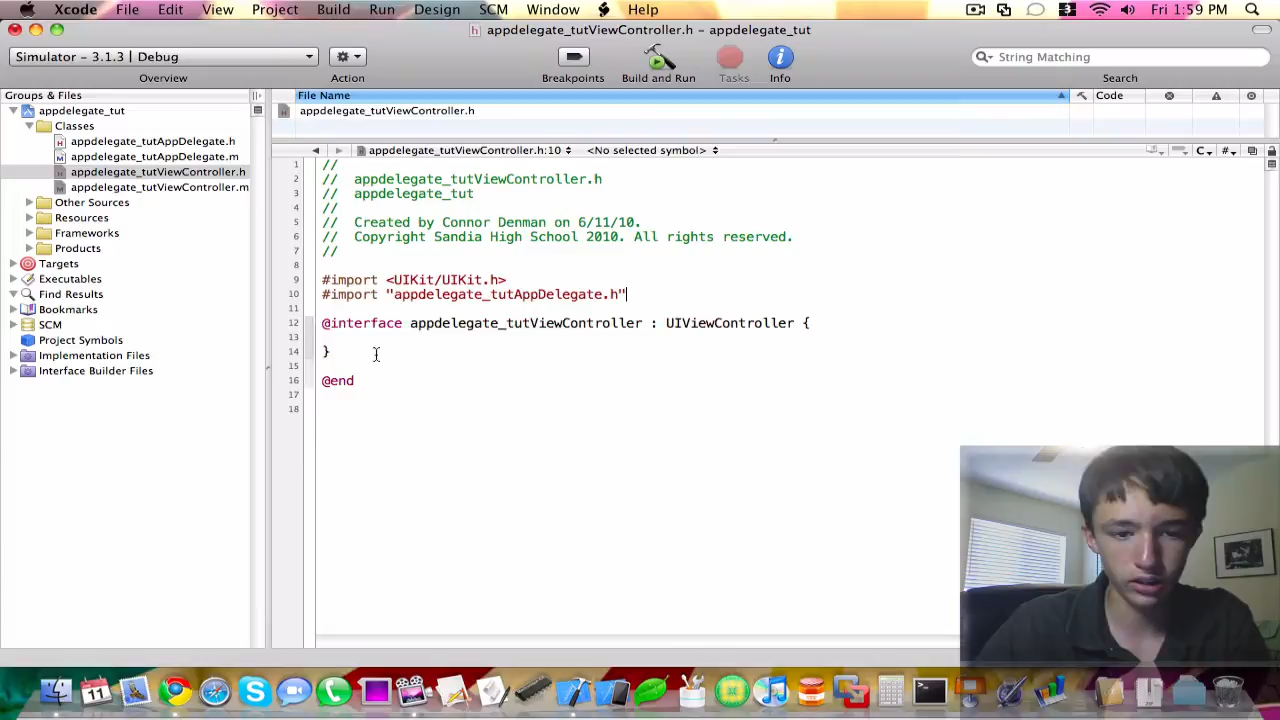 Xcode File Edit View Project Build Run Design SCM Window Help Fri 1:59 PM
appdelegate_tutViewController.h – appdelegate_tut
Simulator - 3.1.3 | Debug
String Matching
Overview Action Breakpoints Build and Run Tasks Info Search
Groups & Files
File Name
Code
appdelegate_tut
Classes
appdelegate_tutAppDelegate.h
appdelegate_tutAppDelegate.m
appdelegate_tutViewController.h
appdelegate_tutViewController.m
Other Sources
Resources
Frameworks
Products
Targets
Executables
Find Results
Bookmarks
SCM
Project Symbols
Implementation Files
Interface Builder Files
appdelegate_tutViewController.h
appdelegate_tutViewController.h:10 <No selected symbol> C #
1 //
2 //  appdelegate_tutViewController.h
3 //  appdelegate_tut
4 //
5 //  Created by Connor Denman on 6/11/10.
6 //  Copyright Sandia High School 2010. All rights reserved.
7 //
8
9 #import <UIKit/UIKit.h>
10 #import "appdelegate_tutAppDelegate.h"
11
12 @interface appdelegate_tutViewController : UIViewController {
13
14 }
15
16 @end
17
18
11